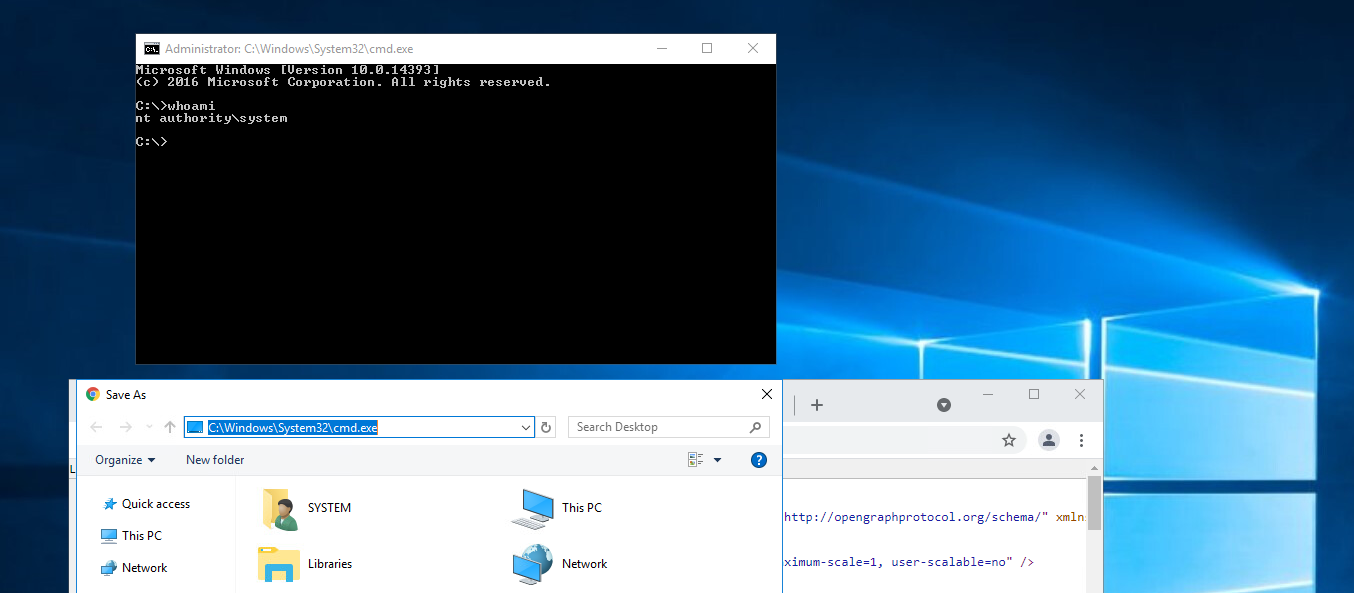 Administrator: C:\Windows\System32\cmd.exe
Microsoft Windows [Version 10.0.14393]
(c) 2016 Microsoft Corporation. All rights reserved.
C:\>whoami
nt authority\system
C:\>
Save As
C:\Windows\System32\cmd.exe
Search Desktop
Organize
New folder
Quick access
This PC
Network
SYSTEM
This PC
Libraries
Network
L
http://opengraphprotocol.org/schema/" xmln
ximum-scale=1, user-scalable=no" />